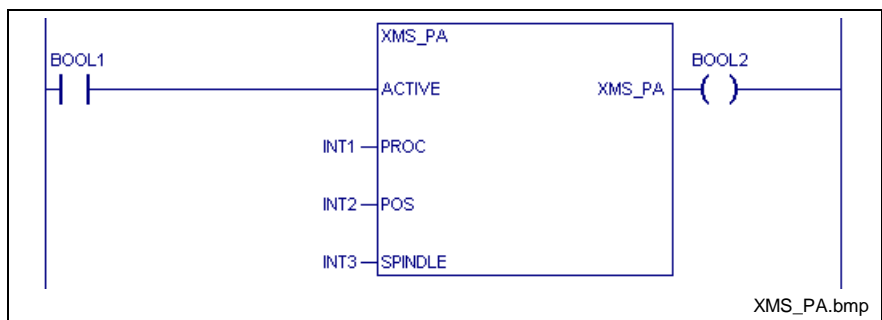 XMS_PA
BOOL1
BOOL2
ACTIVE
XMS_PA
INT1
PROC
INT2
POS
INT3
SPINDLE
XMS_PA.bmp